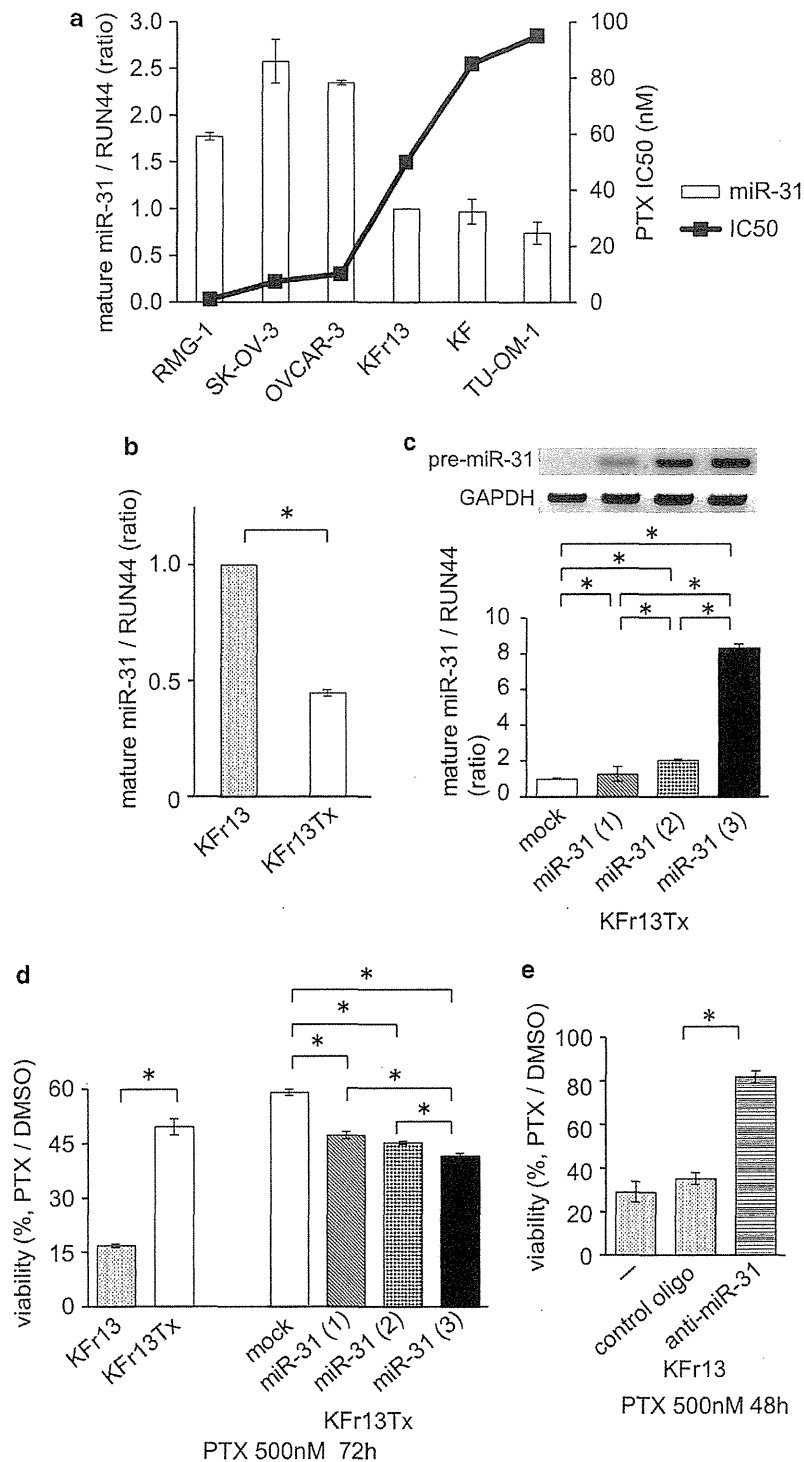 a
mature miR-31 / RUN44 (ratio)
3.0
2.5
2.0
1.5
1.0
0.5
0.0
100
80
60
40
20
0
PTX IC50 (nM)
miR-31
IC50
RMG-1
SK-OV-3
OVCAR-3
KFr13
KF
TU-OM-1
b
mature miR-31 / RUN44 (ratio)
1.0
0.5
0
*
KFr13
KFr13Tx
c
pre-miR-31
GAPDH
*
*
* *
* *
mature miR-31 / RUN44
(ratio)
10
8
6
4
2
0
mock
miR-31 (1)
miR-31 (2)
miR-31 (3)
KFr13Tx
d
viability (%, PTX / DMSO)
60
45
30
15
0
*
*
*
*
*
*
KFr13
KFr13Tx
mock
miR-31 (1)
miR-31 (2)
miR-31 (3)
KFr13Tx
PTX 500nM 72h
e
viability (%, PTX / DMSO)
100
80
60
40
20
0
*
–
control oligo
anti-miR-31
KFr13
PTX 500nM 48h